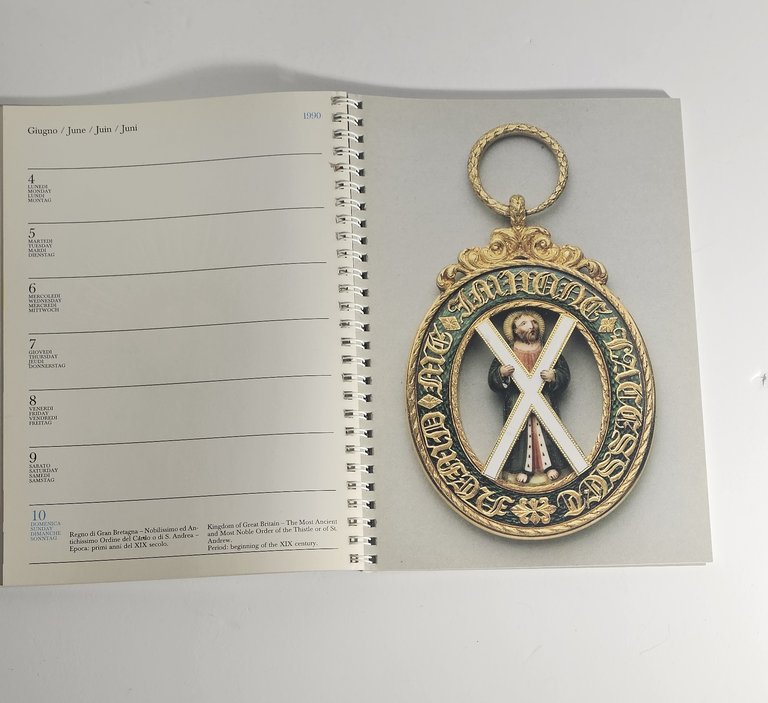 Giugno / June / Juin / Juni
1990
4
LUNEDI
MONDAY
LUNDI
MONTAG
5
MARTEDI
TUESDAY
MARDI
DIENSTAG
6
MERCOLEDI
WEDNESDAY
MERCREDI
MITTWOCH
7
GIOVEDI
THURSDAY
JEUDI
DONNERSTAG
8
VENERDI
FRIDAY
VENDREDI
FREITAG
9
SABATO
SATURDAY
SAMEDI
SAMSTAG
10
DOMENICA
SUNDAY
DIMANCHE
SONNTAG
Regno di Gran Bretagna – Nobilissimo ed An-
tichissimo Ordine del Cardo o di S. Andrea –
Epoca: primi anni del XIX secolo.
Kingdom of Great Britain – The Most Ancient
and Most Noble Order of the Thistle or of St.
Andrew.
Period: beginning of the XIX century.
NEMO ME IMPUNE LACESSIT